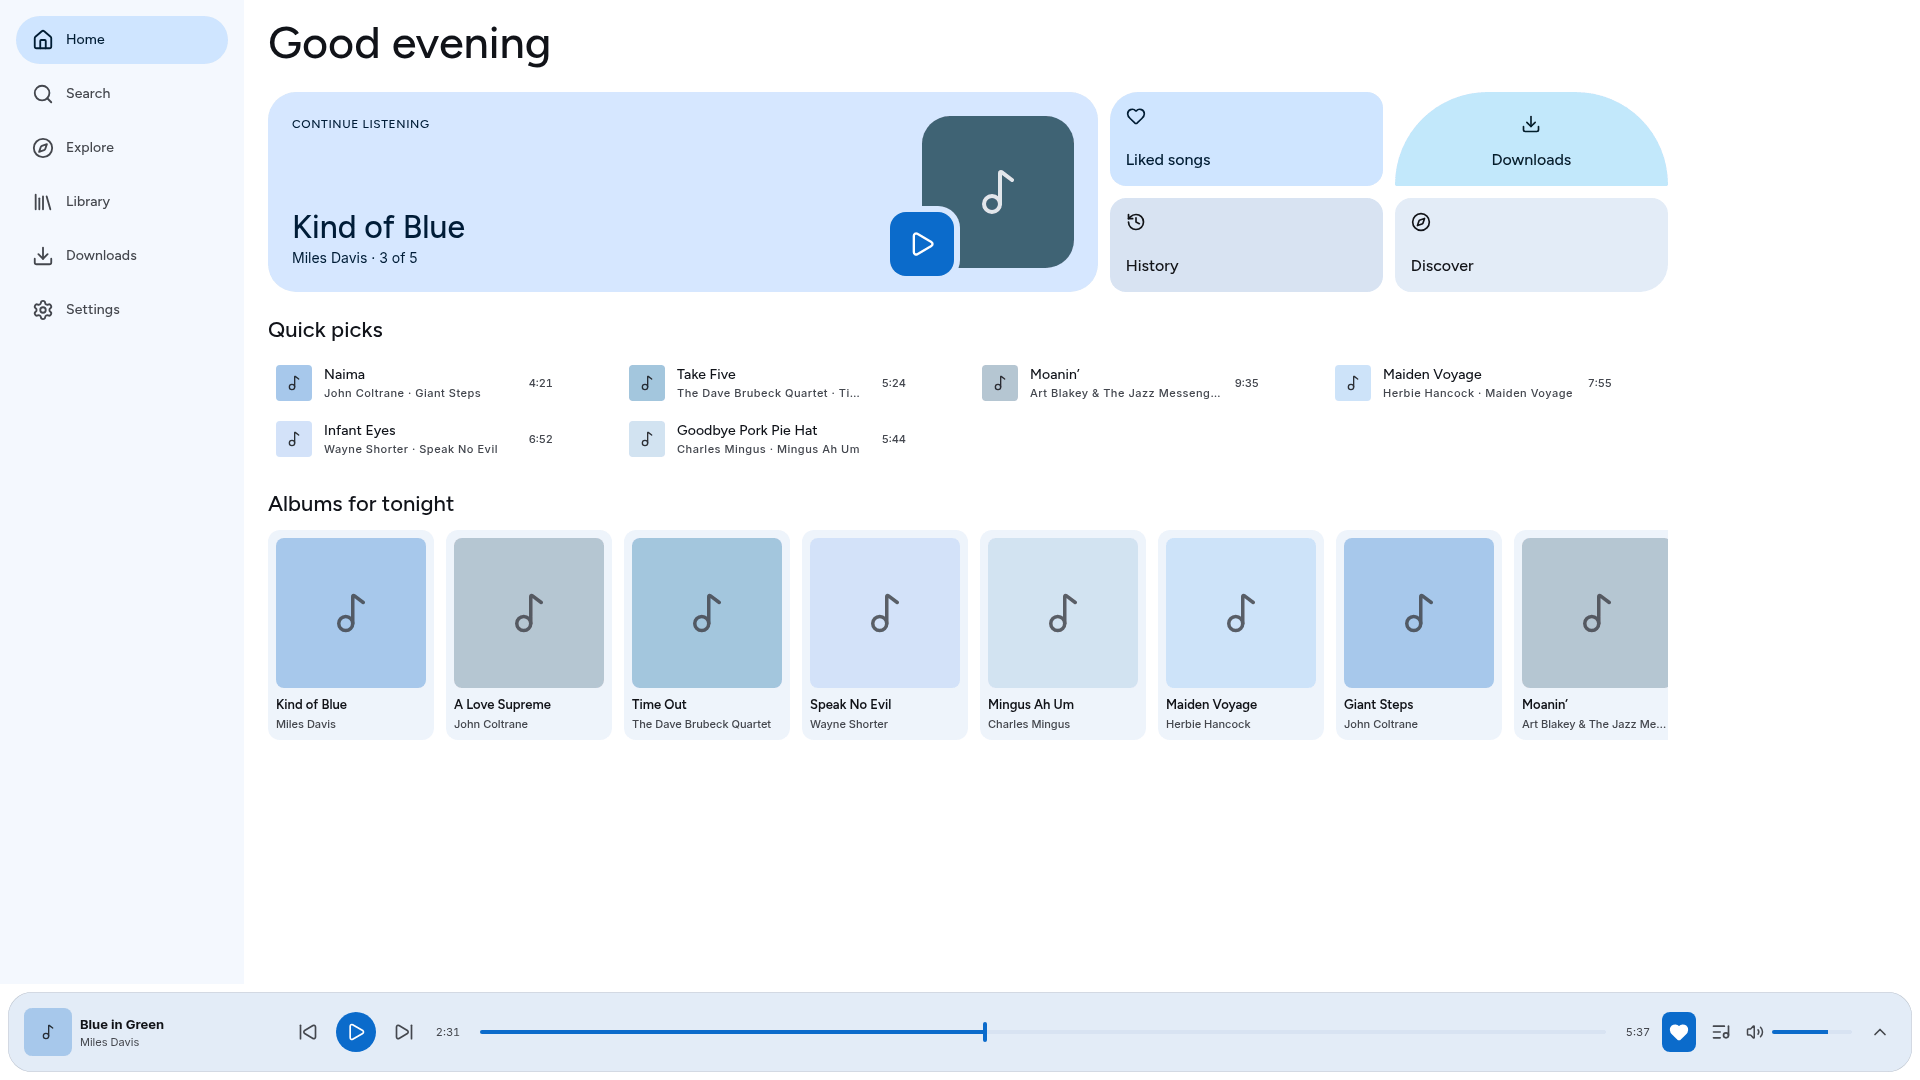 Home
Search
Explore
Library
Downloads
Settings
Good evening
CONTINUE LISTENING
Kind of Blue
Miles Davis · 3 of 5
Liked songs
Downloads
History
Discover
Quick picks
Naima
John Coltrane · Giant Steps
4:21
Take Five
The Dave Brubeck Quartet · Ti…
5:24
Moanin’
Art Blakey & The Jazz Messeng…
9:35
Maiden Voyage
Herbie Hancock · Maiden Voyage
7:55
Infant Eyes
Wayne Shorter · Speak No Evil
6:52
Goodbye Pork Pie Hat
Charles Mingus · Mingus Ah Um
5:44
Albums for tonight
Kind of Blue
Miles Davis
A Love Supreme
John Coltrane
Time Out
The Dave Brubeck Quartet
Speak No Evil
Wayne Shorter
Mingus Ah Um
Charles Mingus
Maiden Voyage
Herbie Hancock
Giant Steps
John Coltrane
Moanin’
Art Blakey & The Jazz Me…
Blue in Green
Miles Davis
2:31
5:37